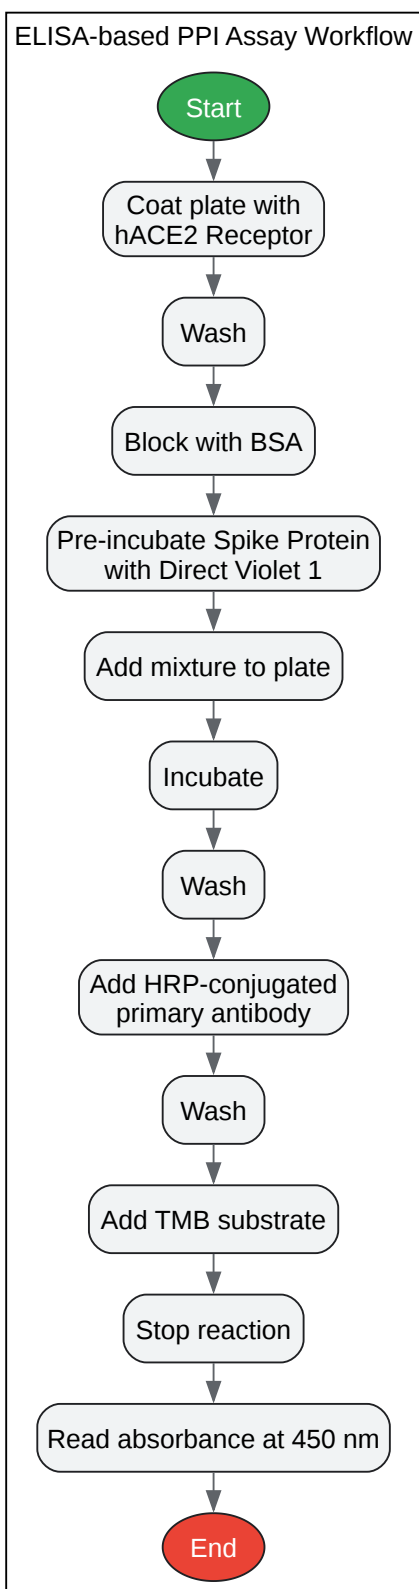 ELISA-based PPI Assay Workflow
Start
Coat plate with
hACE2 Receptor
Wash
Block with BSA
Pre-incubate Spike Protein
with Direct Violet 1
Add mixture to plate
Incubate
Wash
Add HRP-conjugated
primary antibody
Wash
Add TMB substrate
Stop reaction
Read absorbance at 450 nm
End